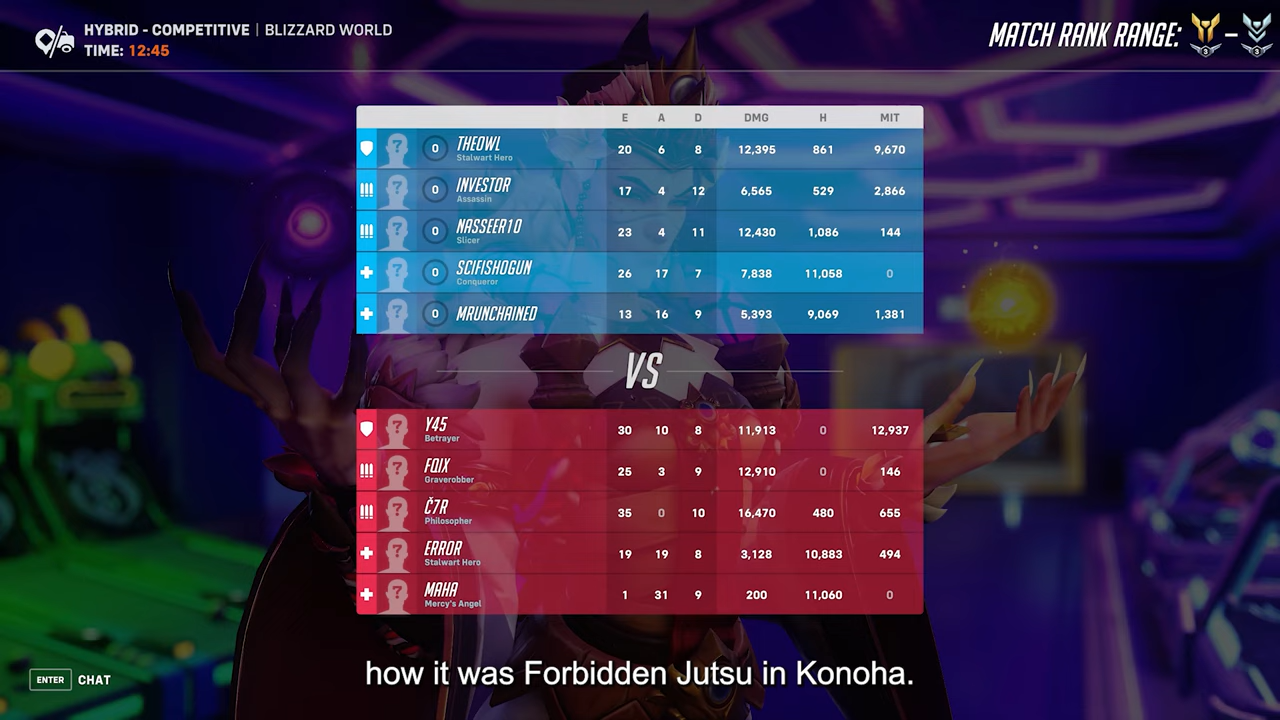 HYBRID - COMPETITIVE | BLIZZARD WORLD
TIME: 12:45
MATCH RANK RANGE: 3 – 3
E A D DMG H MIT
0 THEOWL 20 6 8 12,395 861 9,670
Stalwart Hero
0 INVESTOR 17 4 12 6,565 529 2,866
Assassin
0 NASSEER10 23 4 11 12,430 1,086 144
Slicer
0 SCIFISHOGUN 26 17 7 7,838 11,058 0
Conqueror
0 MRUNCHAINED 13 16 9 5,393 9,069 1,381
VS
Y45 30 10 8 11,913 0 12,937
Betrayer
FQIX 25 3 9 12,910 0 146
Graverobber
Č7R 35 0 10 16,470 480 655
Philosopher
ERROR 19 19 8 3,128 10,883 494
Stalwart Hero
MAHA 1 31 9 200 11,060 0
Mercy's Angel
how it was Forbidden Jutsu in Konoha.
ENTER CHAT